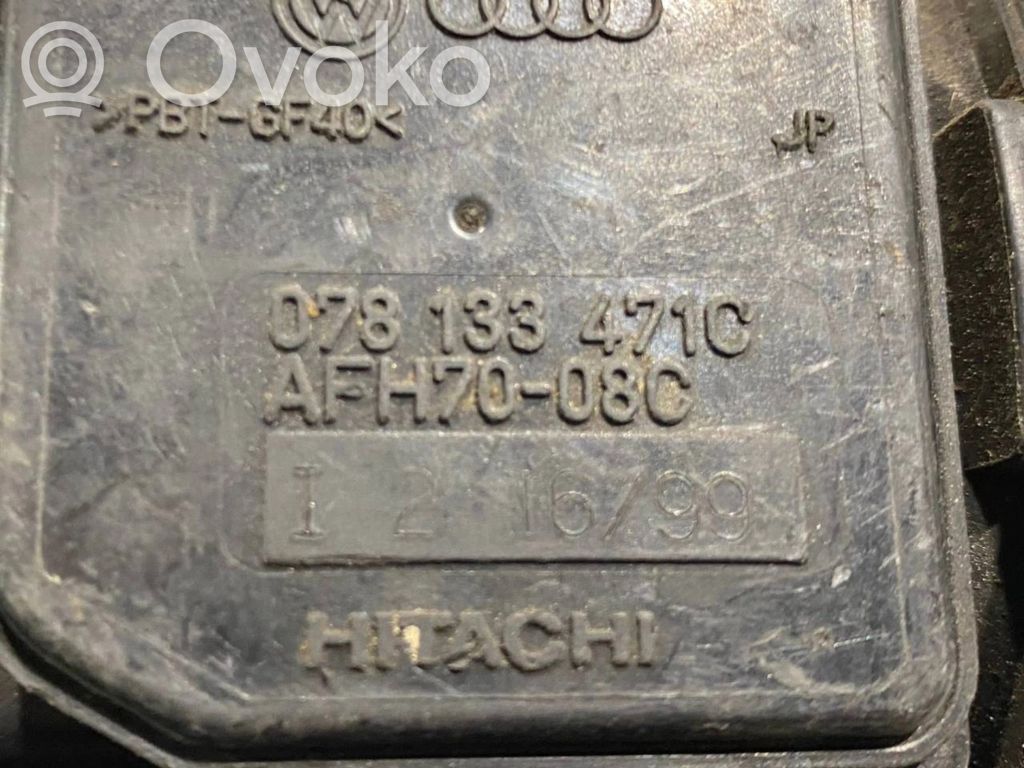 Ovoko
>PBT-GF40<
JP
078 133 471C
AFH70-08C
I 2 16/99
HITACHI